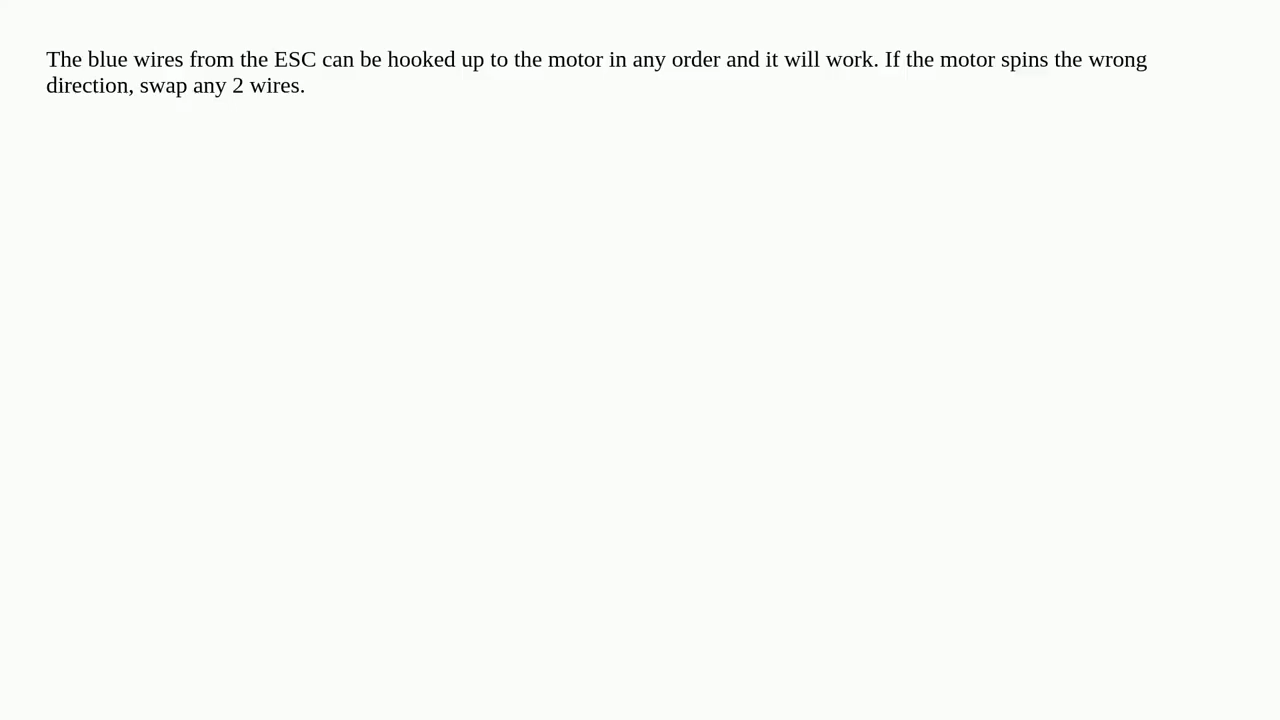 The blue wires from the ESC can be hooked up to the motor in any order and it will work. If the motor spins the wrong
direction, swap any 2 wires.